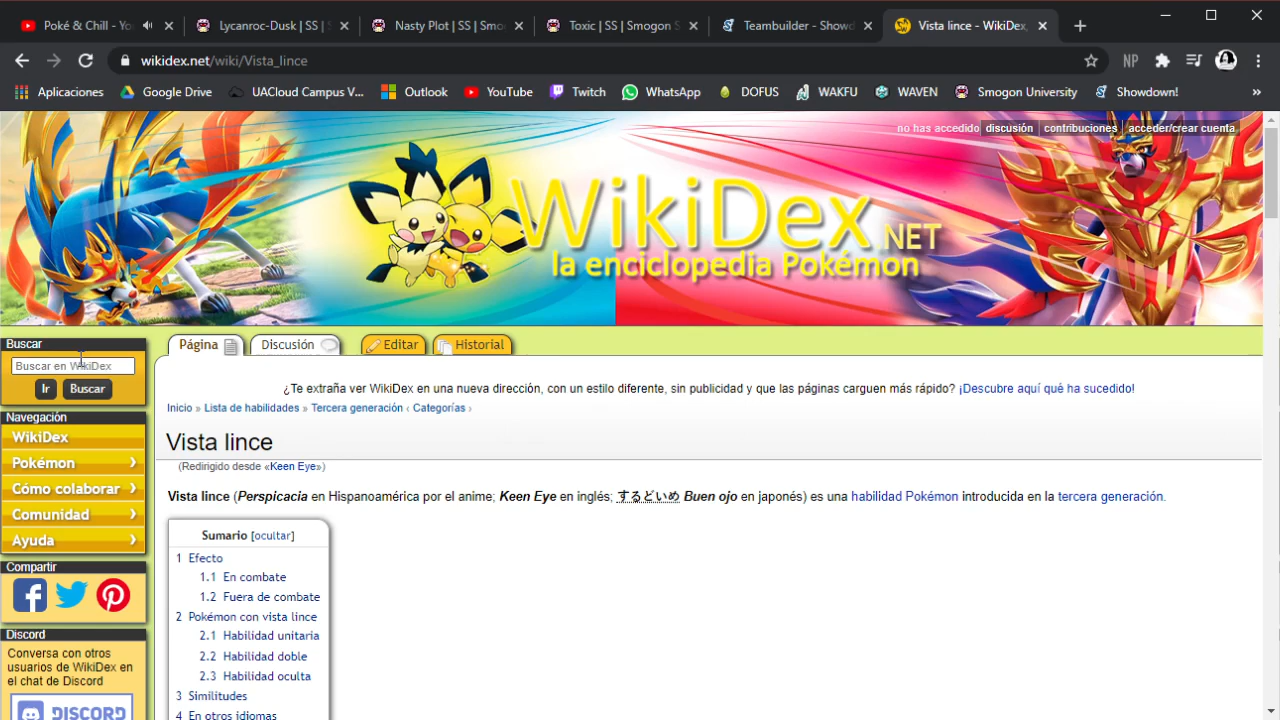 Poké & Chill - Yo
Lycanroc-Dusk | SS | S
Nasty Plot | SS | Smo
Toxic | SS | Smogon S
Teambuilder - Showd
Vista lince - WikiDex,
wikidex.net/wiki/Vista_lince
NP
Aplicaciones
Google Drive
UACloud Campus V...
Outlook
YouTube
Twitch
WhatsApp
DOFUS
WAKFU
WAVEN
Smogon University
Showdown!
»
no has accedido discusión contribuciones acceder/crear cuenta
WikiDex.NET
la enciclopedia Pokémon
Buscar
Buscar en WikiDex
Ir Buscar
Navegación
WikiDex
Pokémon
Cómo colaborar
Comunidad
Ayuda
Compartir
Discord
Conversa con otros
usuarios de WikiDex en
el chat de Discord
DISCORD
Página Discusión Editar Historial
¿Te extraña ver WikiDex en una nueva dirección, con un estilo diferente, sin publicidad y que las páginas carguen más rápido? ¡Descubre aquí qué ha sucedido!
Inicio » Lista de habilidades » Tercera generación ‹ Categorías ›
Vista lince
(Redirigido desde «Keen Eye»)
Vista lince (Perspicacia en Hispanoamérica por el anime; Keen Eye en inglés; するどいめ Buen ojo en japonés) es una habilidad Pokémon introducida en la tercera generación.
Sumario [ocultar]
1 Efecto
1.1 En combate
1.2 Fuera de combate
2 Pokémon con vista lince
2.1 Habilidad unitaria
2.2 Habilidad doble
2.3 Habilidad oculta
3 Similitudes
4 En otros idiomas